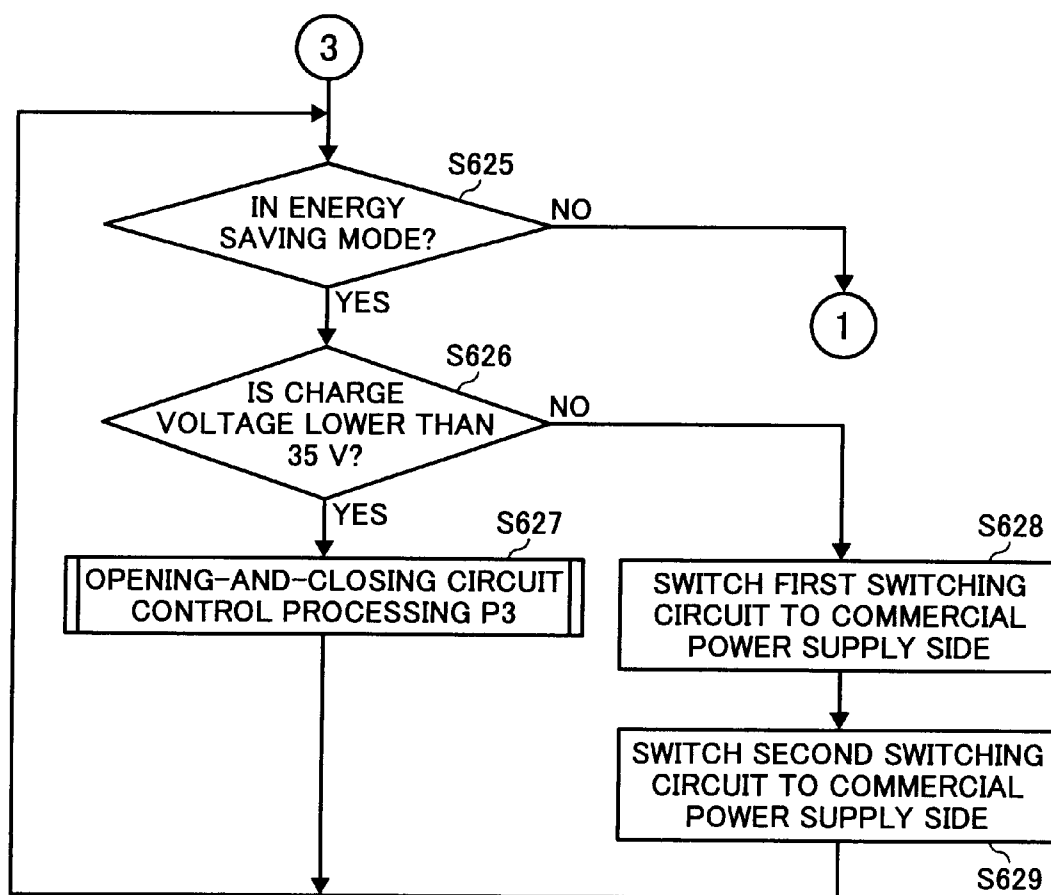 3
S625
IN ENERGY
SAVING MODE?
NO
YES
1
S626
IS CHARGE
VOLTAGE LOWER THAN
35 V?
NO
YES
S627
OPENING-AND-CLOSING CIRCUIT
CONTROL PROCESSING P3
S628
SWITCH FIRST SWITCHING
CIRCUIT TO COMMERCIAL
POWER SUPPLY SIDE
SWITCH SECOND SWITCHING
CIRCUIT TO COMMERCIAL
POWER SUPPLY SIDE
S629